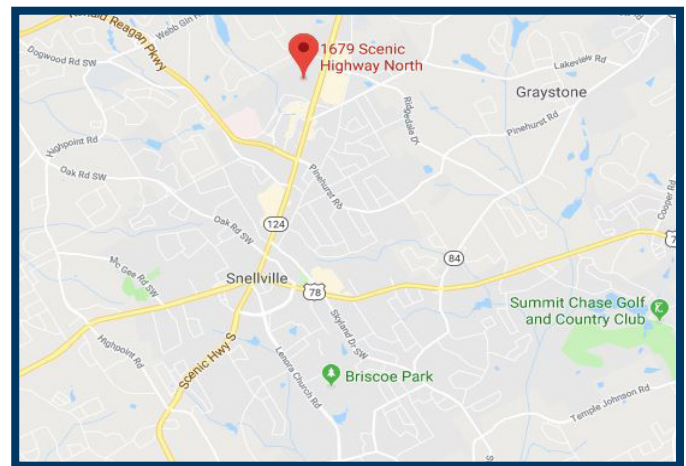 Ronald Reagan Pkwy
Webb Gin
Dogwood Rd SW
1679 Scenic
Highway North
Lakeview Rd
Graystone
Ridgedale Dr
Pinehurst Rd
Highpoint Rd
Oak Rd SW
Pinehurst Rd
Cooper Rd
Oak Rd SW
124
84
Mc Gee Rd SW
Snellville
78
Summit Chase Golf
and Country Club
Skyland Dr SW
Highpoint Rd
Scenic Hwy S
Lenora Church Rd
Briscoe Park
Temple Johnson Rd